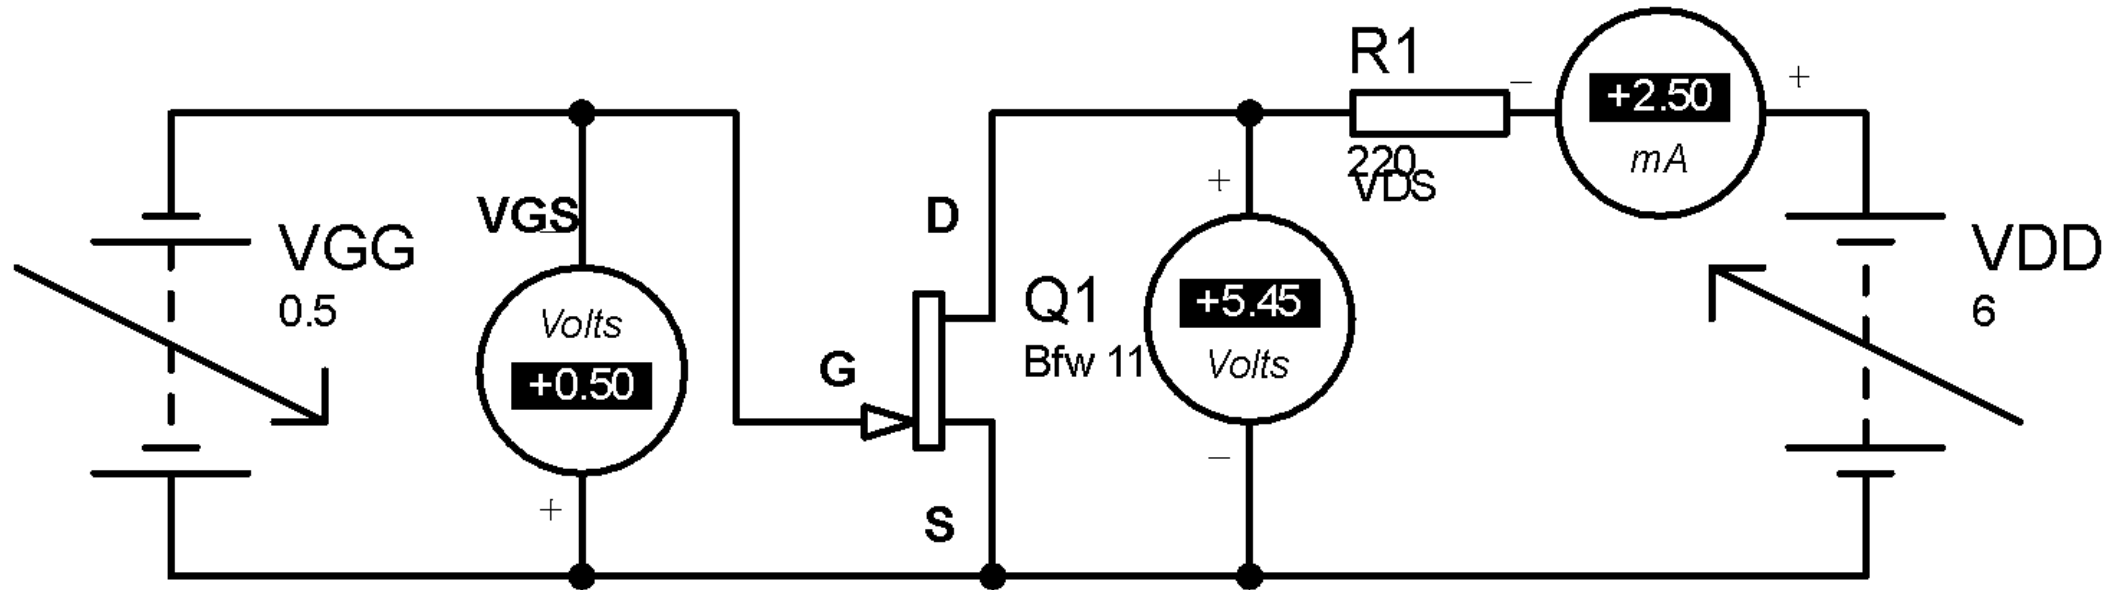 R1
220
VDS
−
+2.50
mA
+
VGG
0.5
VGS
−
Volts
+0.50
+
D
G
S
Q1
Bfw 11
+
+5.45
Volts
−
VDD
6